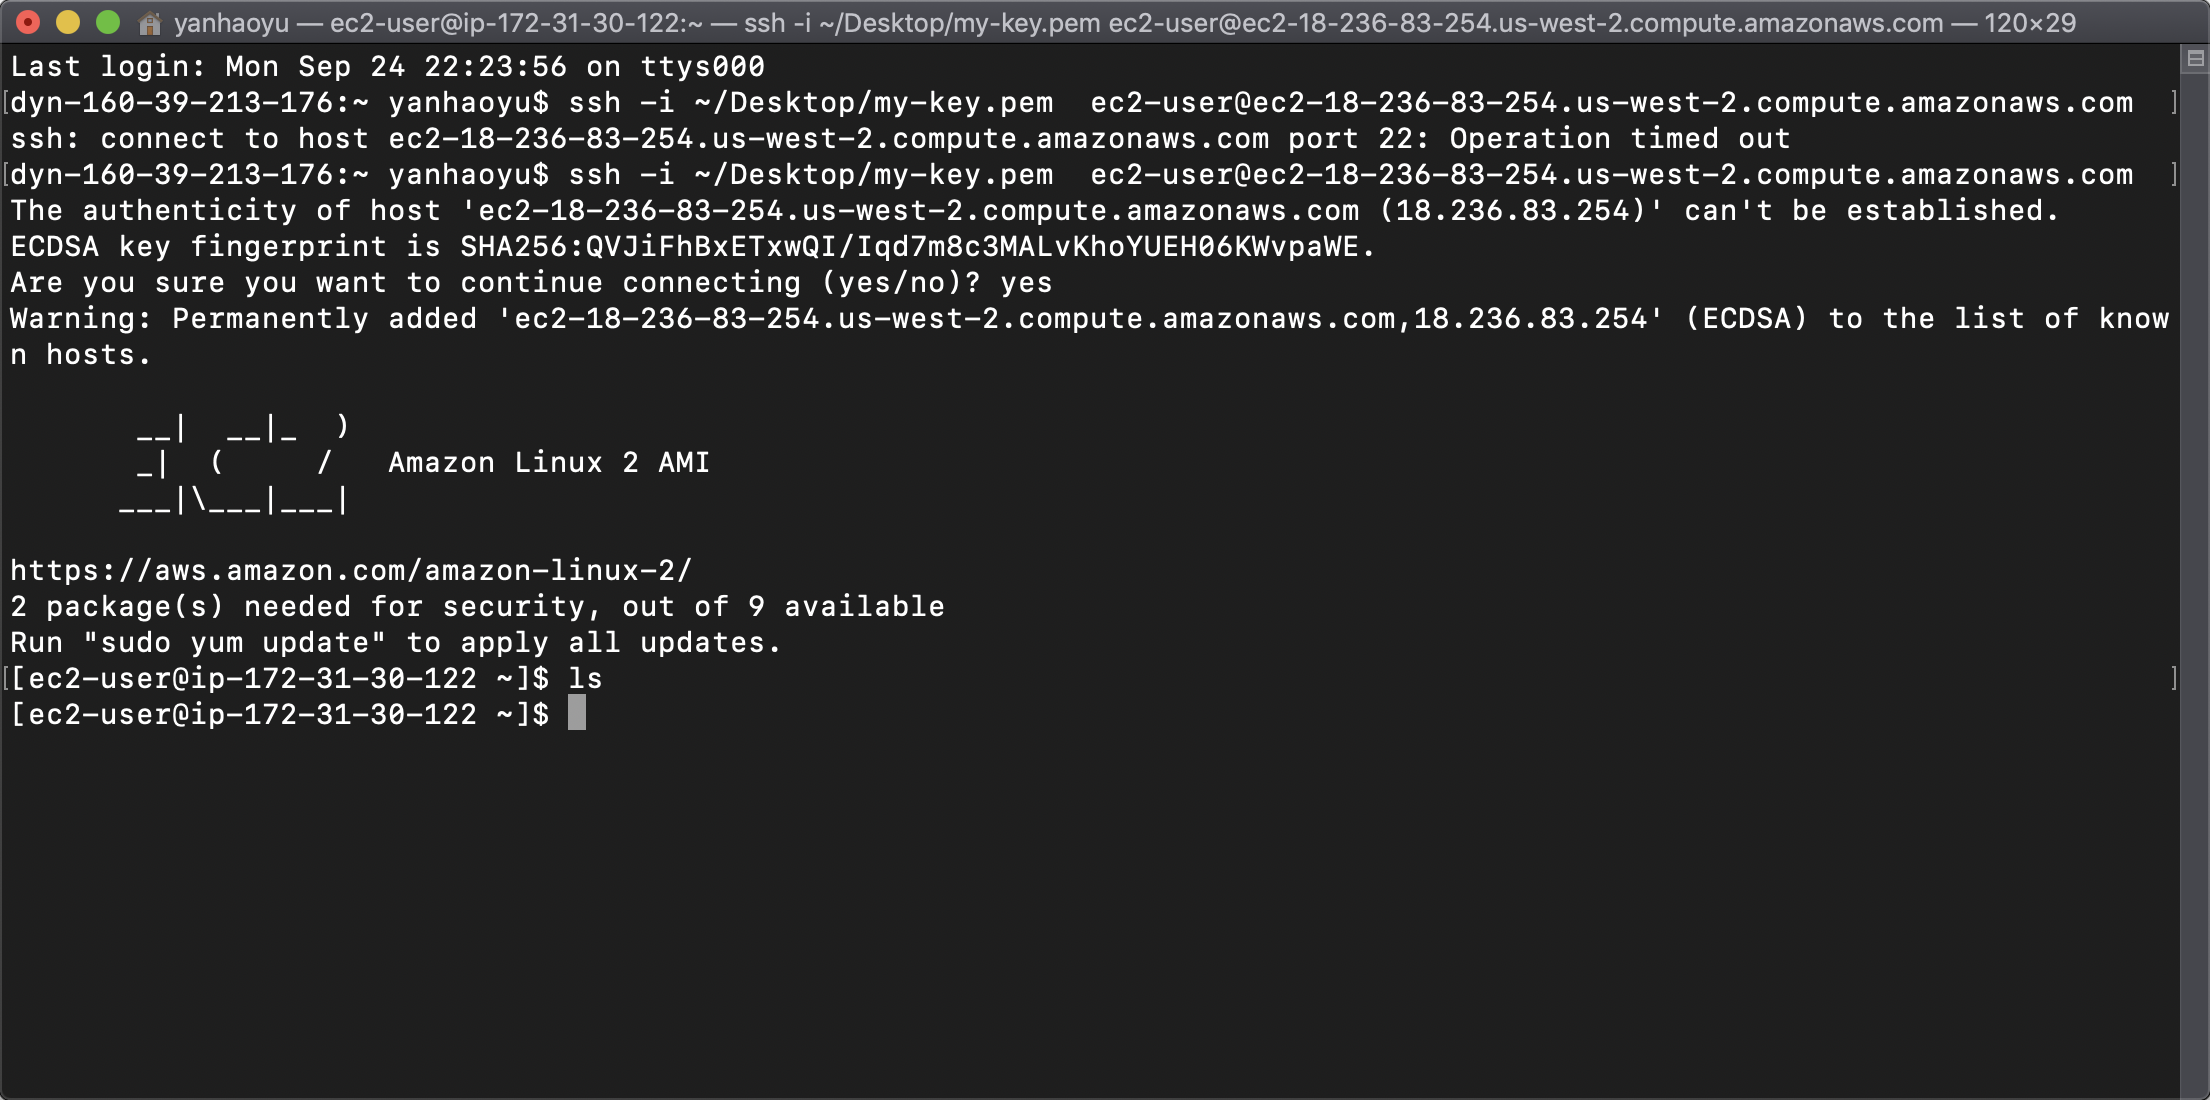 yanhaoyu — ec2-user@ip-172-31-30-122:~ — ssh -i ~/Desktop/my-key.pem ec2-user@ec2-18-236-83-254.us-west-2.compute.amazonaws.com — 120×29
Last login: Mon Sep 24 22:23:56 on ttys000
[dyn-160-39-213-176:~ yanhaoyu$ ssh -i ~/Desktop/my-key.pem  ec2-user@ec2-18-236-83-254.us-west-2.compute.amazonaws.com  ]
ssh: connect to host ec2-18-236-83-254.us-west-2.compute.amazonaws.com port 22: Operation timed out
[dyn-160-39-213-176:~ yanhaoyu$ ssh -i ~/Desktop/my-key.pem  ec2-user@ec2-18-236-83-254.us-west-2.compute.amazonaws.com  ]
The authenticity of host 'ec2-18-236-83-254.us-west-2.compute.amazonaws.com (18.236.83.254)' can't be established.
ECDSA key fingerprint is SHA256:QVJiFhBxETxwQI/Iqd7m8c3MALvKhoYUEH06KWvpaWE.
Are you sure you want to continue connecting (yes/no)? yes
Warning: Permanently added 'ec2-18-236-83-254.us-west-2.compute.amazonaws.com,18.236.83.254' (ECDSA) to the list of know
n hosts.

       __|  __|_  )
       _|  (     /   Amazon Linux 2 AMI
      ___|\___|___|

https://aws.amazon.com/amazon-linux-2/
2 package(s) needed for security, out of 9 available
Run "sudo yum update" to apply all updates.
[[ec2-user@ip-172-31-30-122 ~]$ ls ]
[ec2-user@ip-172-31-30-122 ~]$